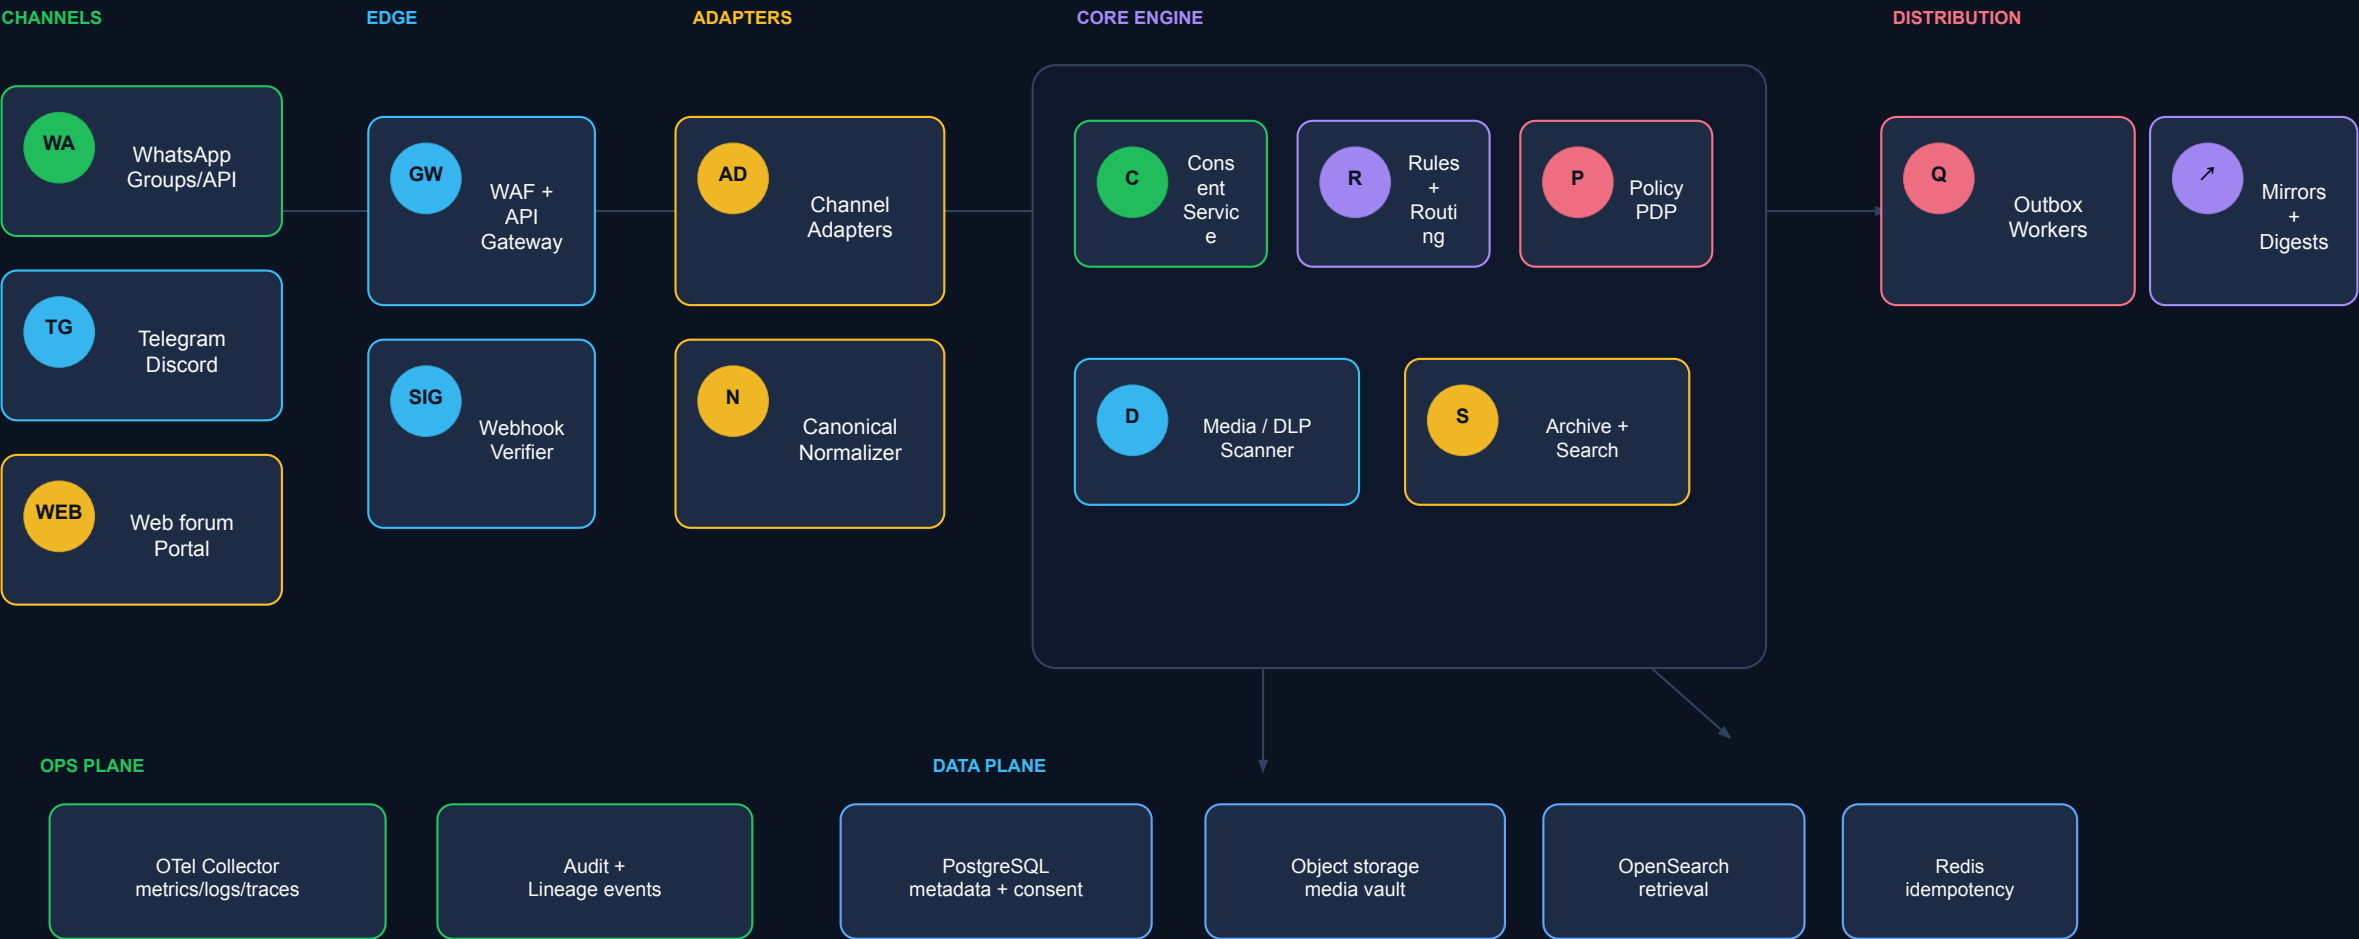 CHANNELS
EDGE
ADAPTERS
CORE ENGINE
DISTRIBUTION
WA
WhatsApp
Groups/API
TG
Telegram
Discord
WEB
Web forum
Portal
GW
WAF +
API
Gateway
SIG
Webhook
Verifier
AD
Channel
Adapters
N
Canonical
Normalizer
C
Cons
ent
Servic
e
R
Rules
+
Routi
ng
P
Policy
PDP
D
Media / DLP
Scanner
S
Archive +
Search
Q
Outbox
Workers
↗
Mirrors
+
Digests
OPS PLANE
OTel Collector
metrics/logs/traces
Audit +
Lineage events
DATA PLANE
PostgreSQL
metadata + consent
Object storage
media vault
OpenSearch
retrieval
Redis
idempotency